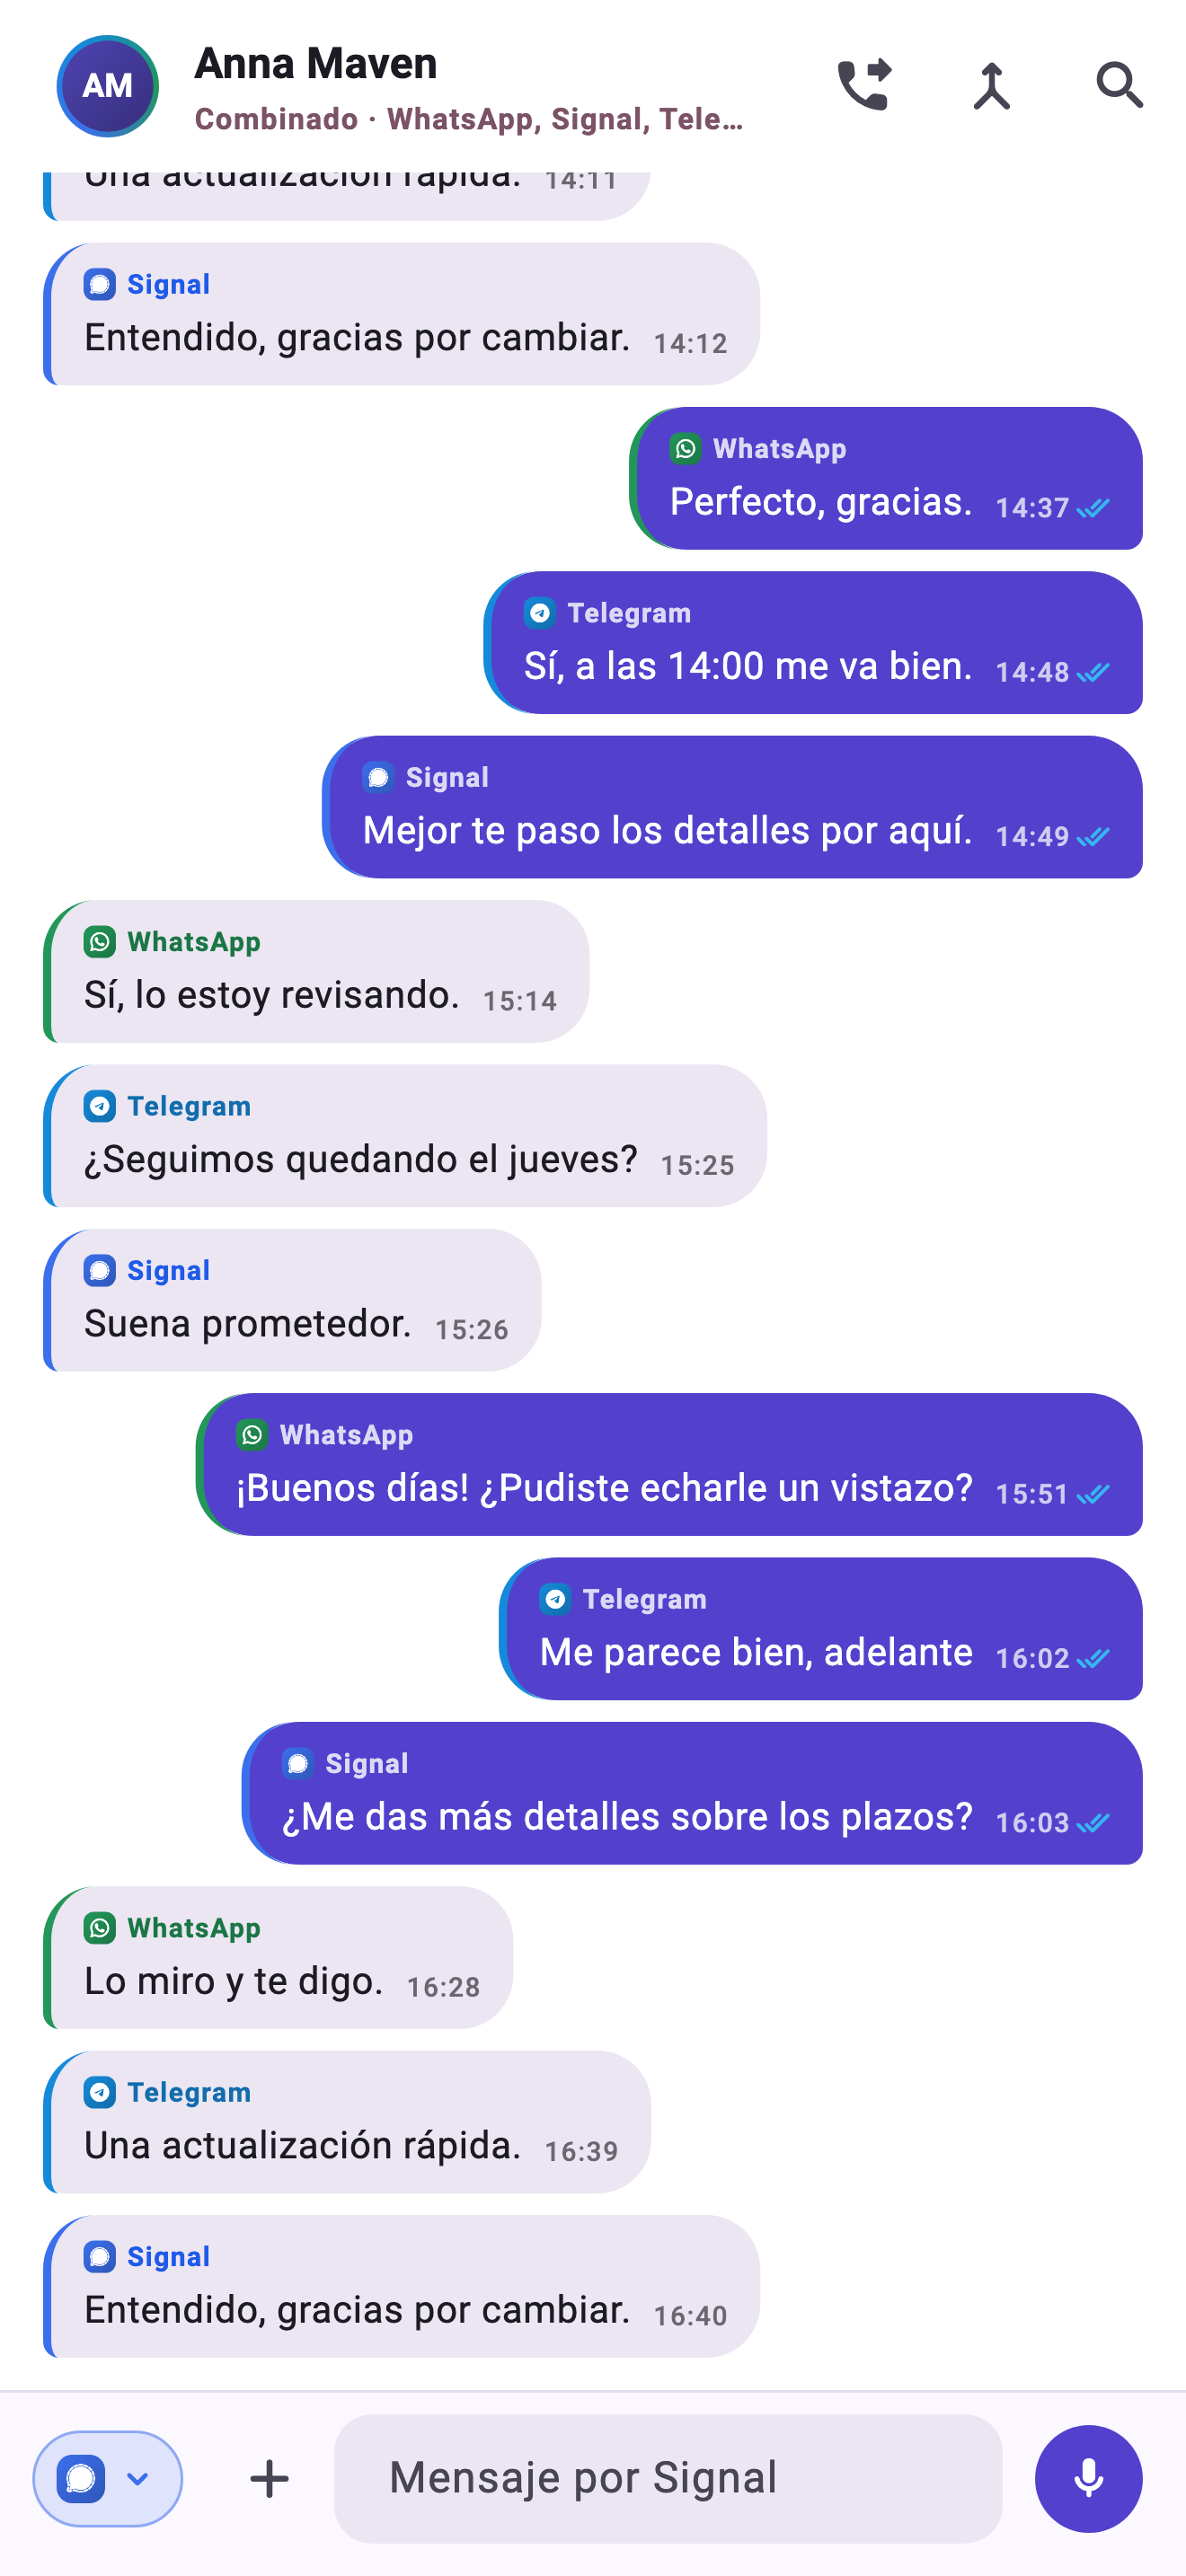 AM
Anna Maven
Combinado · WhatsApp, Signal, Tele...
Una actualización rápida. 14:11
Signal
Entendido, gracias por cambiar. 14:12
WhatsApp
Perfecto, gracias. 14:37
Telegram
Sí, a las 14:00 me va bien. 14:48
Signal
Mejor te paso los detalles por aquí. 14:49
WhatsApp
Sí, lo estoy revisando. 15:14
Telegram
¿Seguimos quedando el jueves? 15:25
Signal
Suena prometedor. 15:26
WhatsApp
¡Buenos días! ¿Pudiste echarle un vistazo? 15:51
Telegram
Me parece bien, adelante 16:02
Signal
¿Me das más detalles sobre los plazos? 16:03
WhatsApp
Lo miro y te digo. 16:28
Telegram
Una actualización rápida. 16:39
Signal
Entendido, gracias por cambiar. 16:40
Mensaje por Signal